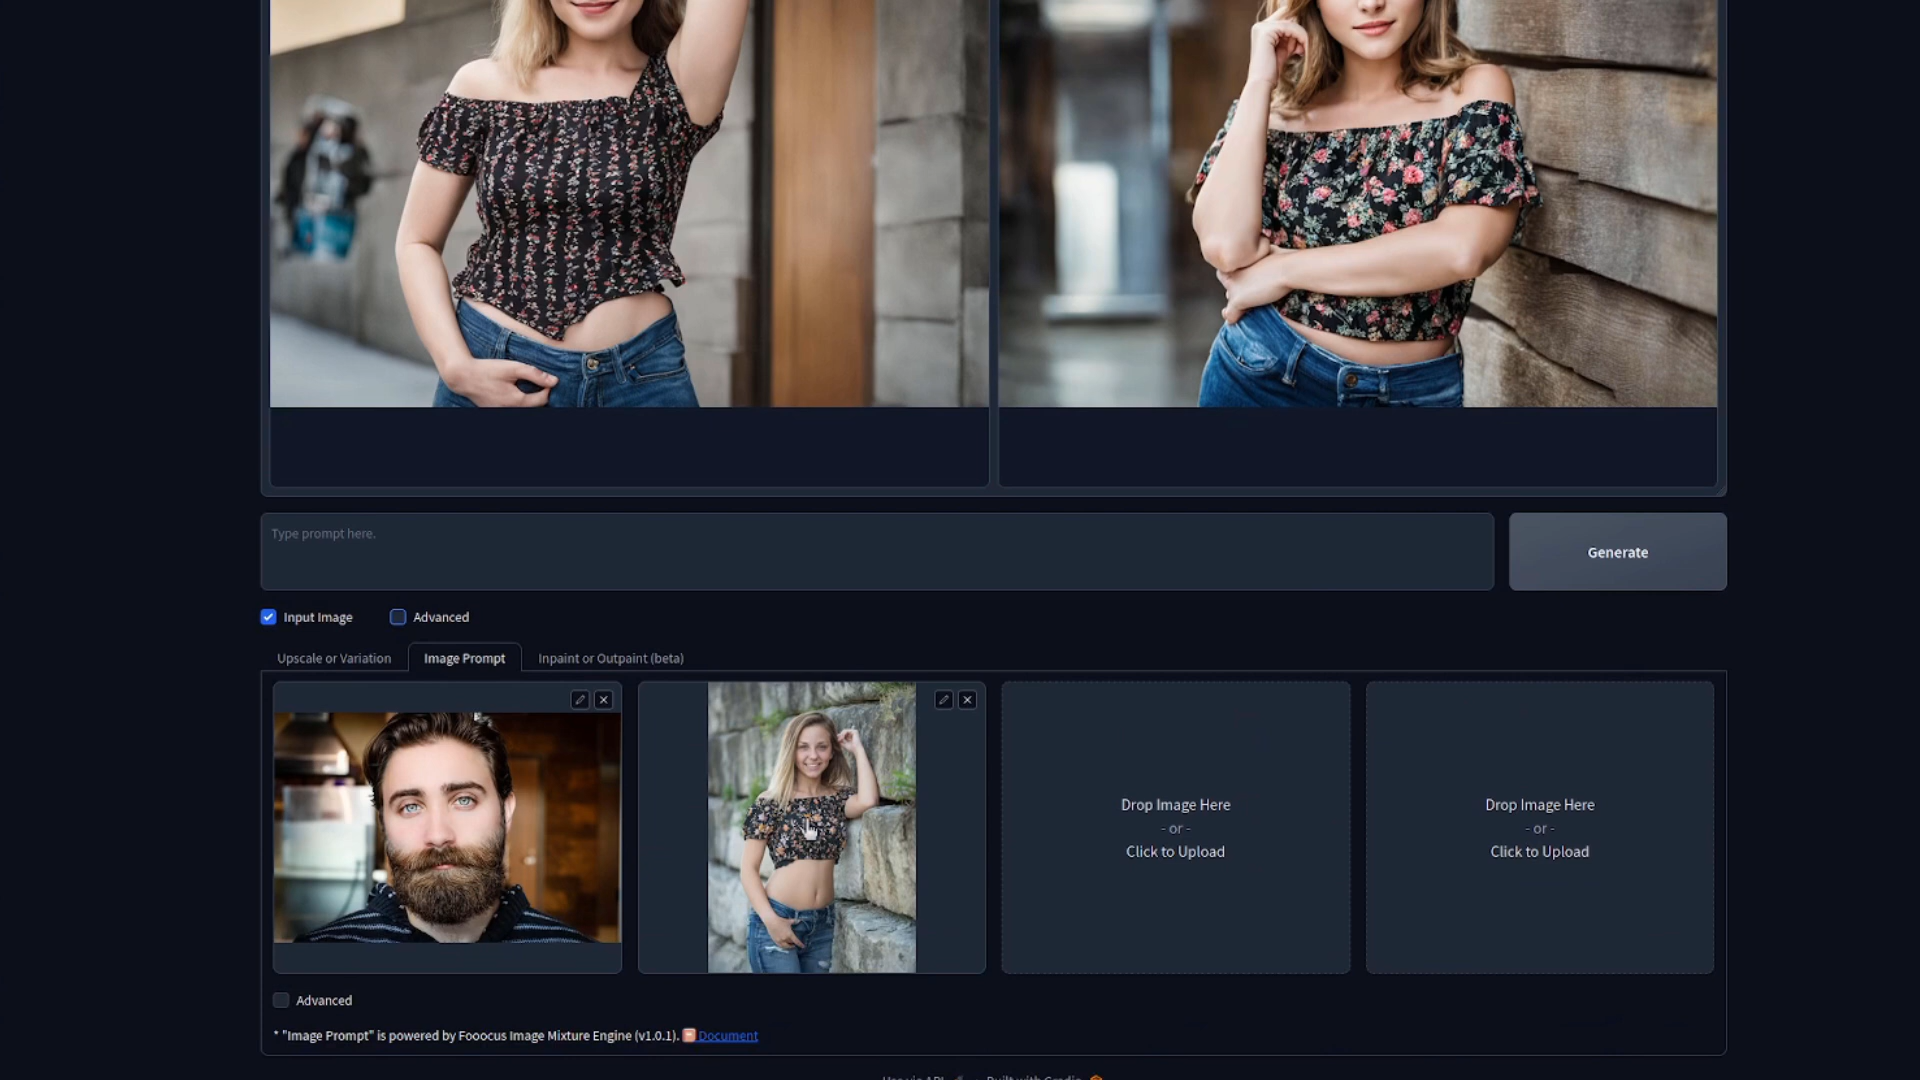 Type prompt here.
Generate
Input Image
Advanced
Upscale or Variation
Image Prompt
Inpaint or Outpaint (beta)
Drop Image Here
- or -
Click to Upload
Drop Image Here
- or -
Click to Upload
Advanced
* "Image Prompt" is powered by Fooocus Image Mixture Engine (v1.0.1). Document